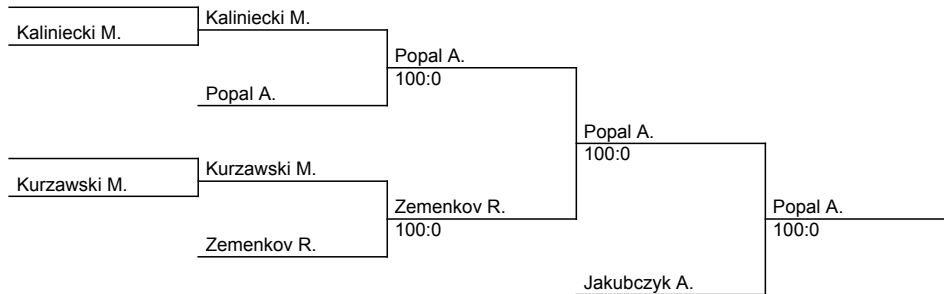 Kaliniecki M.
Kaliniecki M.
Popal A.
100:0
Popal A.
Popal A.
100:0
Kurzawski M.
Kurzawski M.
Zemenkov R.
100:0
Popal A.
100:0
Zemenkov R.
Jakubczyk A.